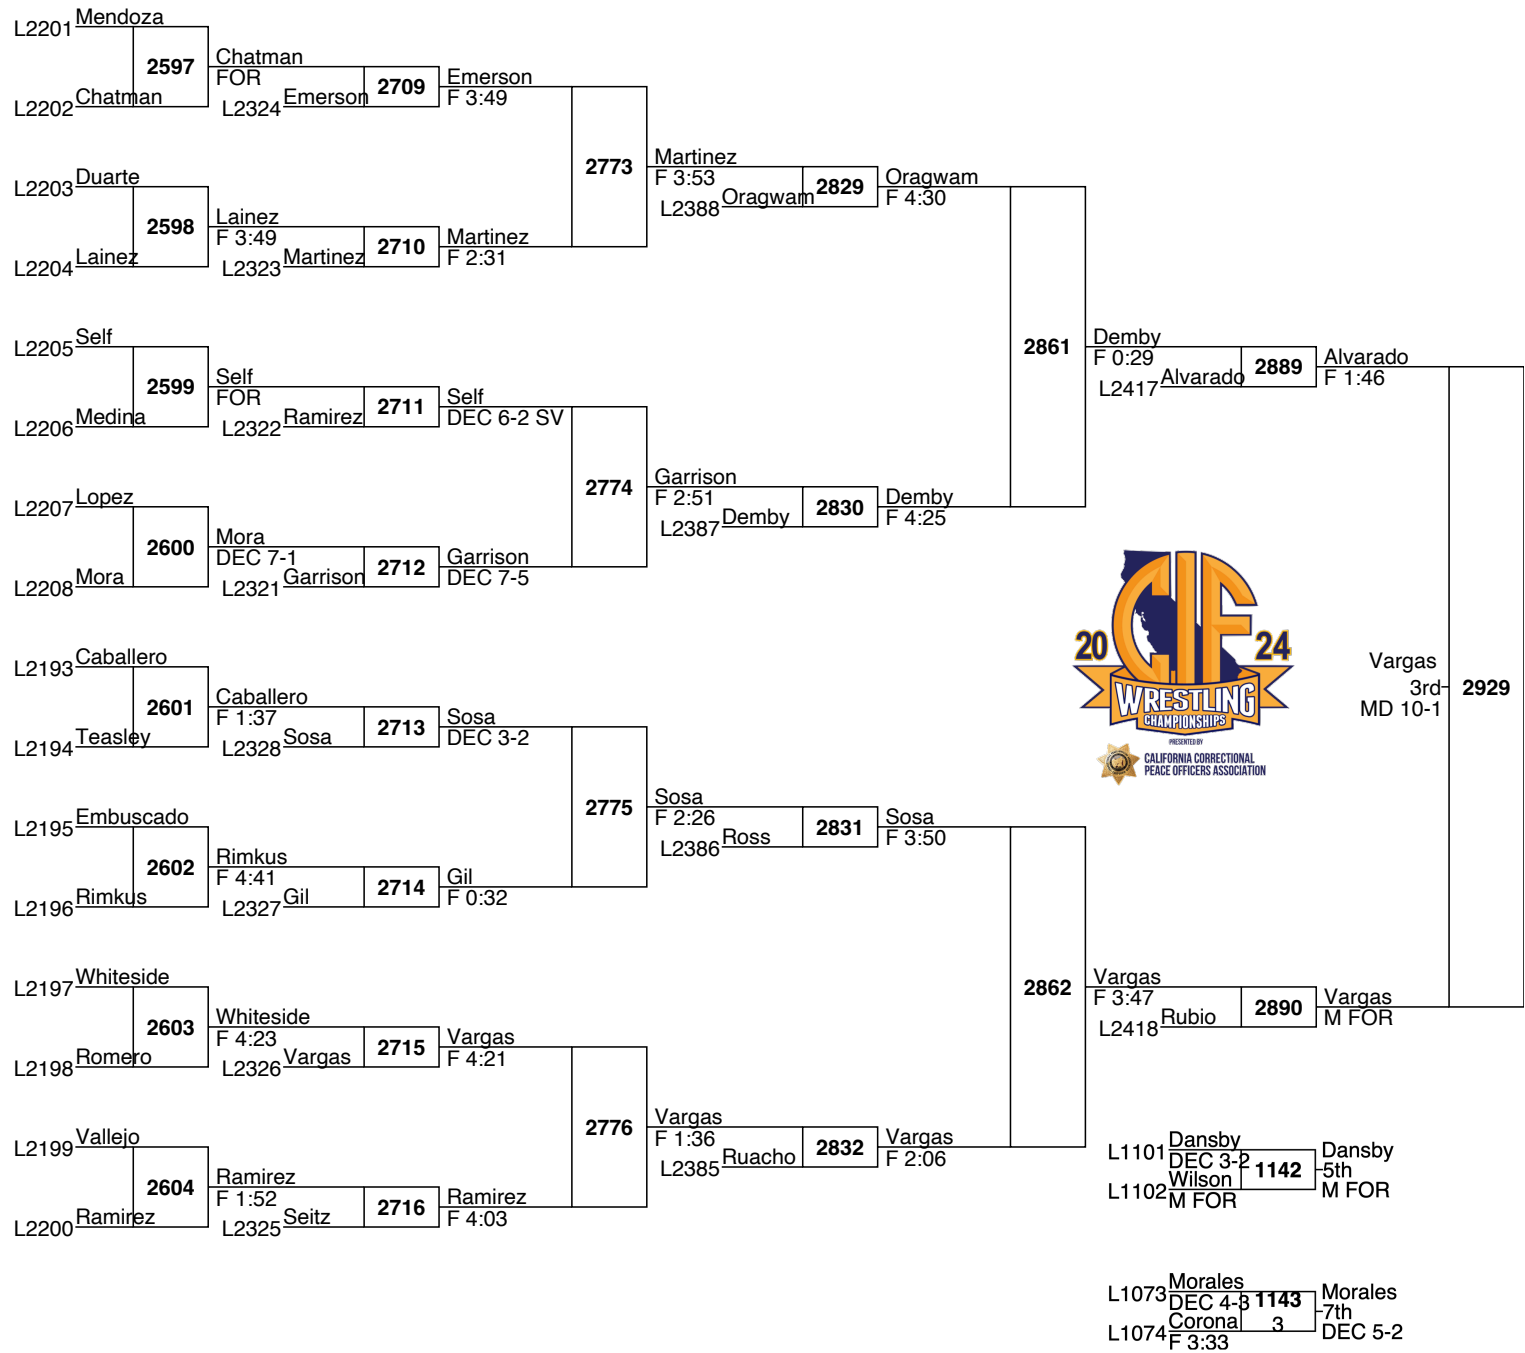 L2201 Mendoza
2597
L2202 Chatman
Chatman
FOR
L2324 Emerson
2709
Emerson
F 3:49
L2203 Duarte
2598
L2204 Lainez
Lainez
F 3:49
L2323 Martinez
2710
Martinez
F 2:31
2773
Martinez
F 3:53
L2388 Oragwam
2829
Oragwam
F 4:30
L2205 Self
2599
L2206 Medina
Self
FOR
L2322 Ramirez
2711
Self
DEC 6-2 SV
L2207 Lopez
2600
L2208 Mora
Mora
DEC 7-1
L2321 Garrison
2712
Garrison
DEC 7-5
2774
Garrison
F 2:51
L2387 Demby
2830
Demby
F 4:25
2861
Demby
F 0:29
L2417 Alvarado
2889
Alvarado
F 1:46
L2193 Caballero
2601
L2194 Teasley
Caballero
F 1:37
L2328 Sosa
2713
Sosa
DEC 3-2
L2195 Embuscado
2602
L2196 Rimkus
Rimkus
F 4:41
L2327 Gil
2714
Gil
F 0:32
2775
Sosa
F 2:26
L2386 Ross
2831
Sosa
F 3:50
L2197 Whiteside
2603
L2198 Romero
Whiteside
F 4:23
L2326 Vargas
2715
Vargas
F 4:21
L2199 Vallejo
2604
L2200 Ramirez
Ramirez
F 1:52
L2325 Seitz
2716
Ramirez
F 4:03
2776
Vargas
F 1:36
L2385 Ruacho
2832
Vargas
F 2:06
2862
Vargas
F 3:47
L2418 Rubio
2890
Vargas
M FOR
20 CIF 24
WRESTLING
CHAMPIONSHIPS
PRESENTED BY
CALIFORNIA CORRECTIONAL
PEACE OFFICERS ASSOCIATION
Vargas
3rd
MD 10-1
2929
L1101 Dansby
DEC 3-2
L1102 Wilson
M FOR
1142
Dansby
5th
M FOR
L1073 Morales
DEC 4-3
L1074 Corona
F 3:33
1143
3
Morales
7th
DEC 5-2